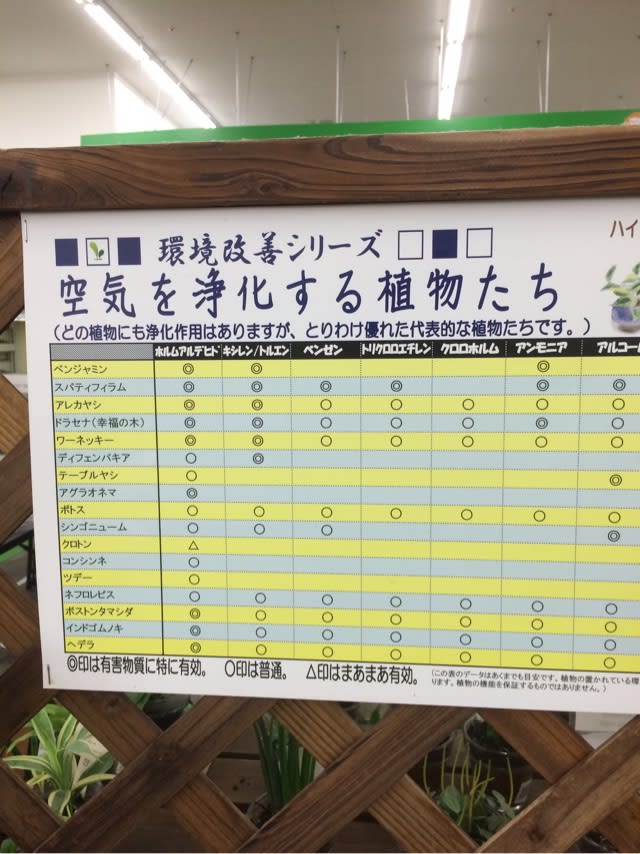 ハイ
環境改善シリーズ
空気を浄化する植物たち
(どの植物にも浄化作用はありますが、とりわけ優れた代表的な植物たちです。)
ホルムアルデヒド キシレン/トルエン ベンゼン トリクロロエチレン クロロホルム アンモニア アルコー
ベンジャミン ◎ ◎ ◎
スパティフィラム ◎ ◎ ◎ ◎ ◎ ◎
アレカヤシ ◎ ◎ ○ ○ ○ ○ ○
ドラセナ(幸福の木) ◎ ◎ ○ ○ ○ ◎ ○
ワーネッキー ◎ ◎ ○ ○ ○ ○ ○
ディフェンバキア ○ ◎
テーブルヤシ ○ ◎
アグラオネマ ◎
ポトス ○ ○ ○ ○ ○ ○ ○
シンゴニューム ○ ○ ○ ◎
クロトン △
コンシンネ ○
ツデー ○
ネフロレピス ○ ○ ○ ○ ○ ○ ○
ボストンタマシダ ◎ ○ ○ ○ ○ ○ ○
インドゴムノキ ◎ ○ ○ ○ ○ ○ ○
ヘデラ ◎ ○ ○ ○ ○ ○ ○
◎印は有害物質に特に有効。 ○印は普通。 △印はまあまあ有効。
(この表のデータはあくまでも目安です。植物の置かれている環
ります。植物の機能を保証するものではありません。)